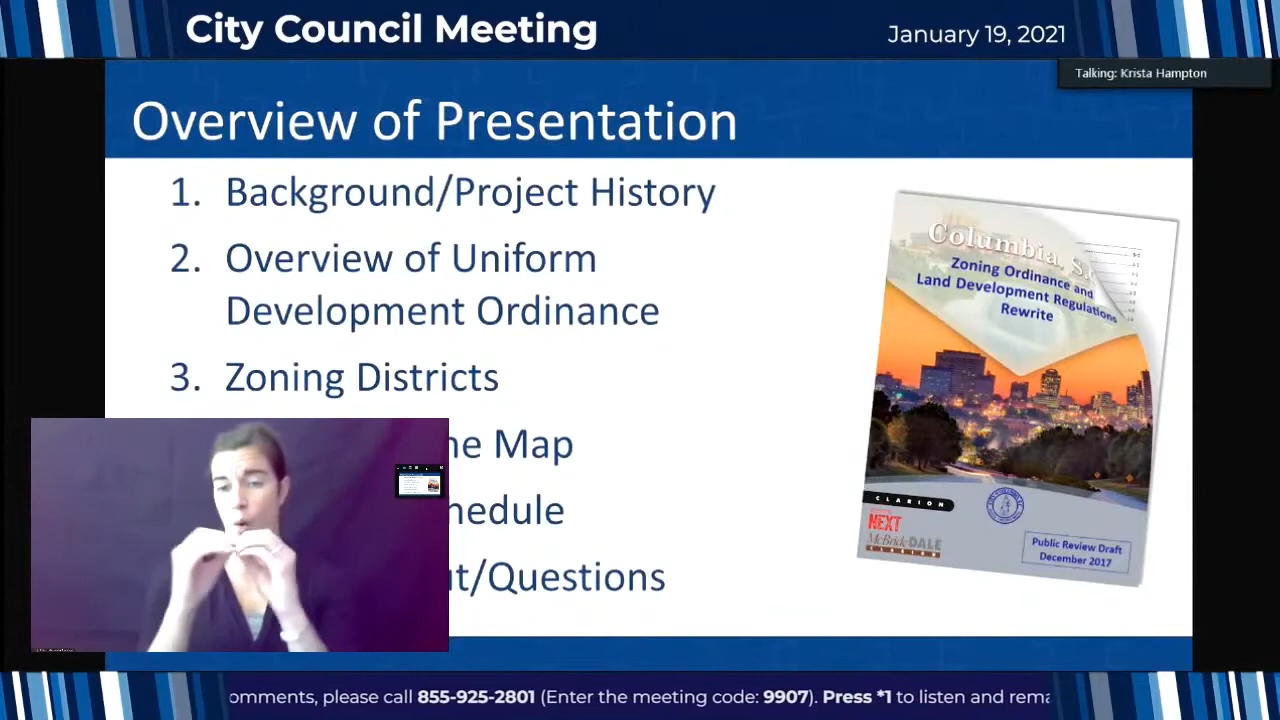 City Council Meeting
January 19, 2021
Talking: Krista Hampton
Overview of Presentation
1. Background/Project History
2. Overview of Uniform
Development Ordinance
3. Zoning Districts
ne Map
hedule
ut/Questions
Columbia, S.
Zoning Ordinance and
Land Development Regulations
Rewrite
CLARION
NEXT
McBride DALE
CLARION
Public Review Draft
December 2017
omments, please call 855-925-2801 (Enter the meeting code: 9907). Press *1 to listen and rema